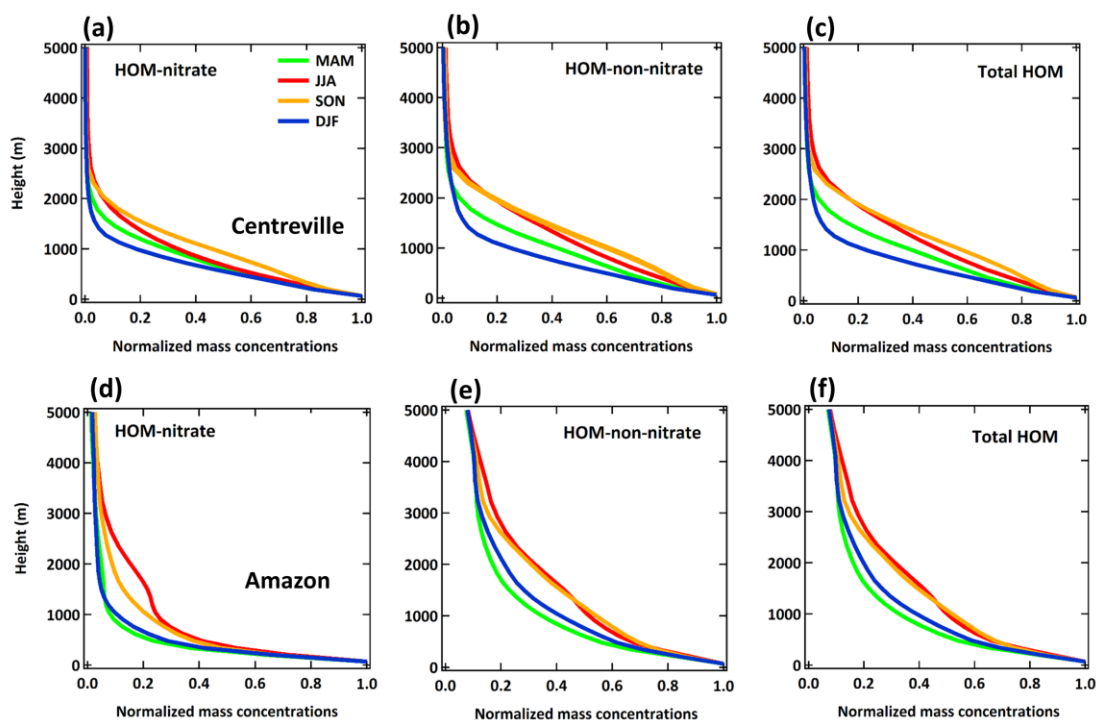 (a)
(b)
(c)
5000
4000
3000
2000
1000
0
HOM-nitrate
MAM
JJA
SON
DJF
Centreville
Height (m)
0.0 0.2 0.4 0.6 0.8 1.0
Normalized mass concentrations
5000
4000
3000
2000
1000
0
HOM-non-nitrate
0.0 0.2 0.4 0.6 0.8 1.0
Normalized mass concentrations
5000
4000
3000
2000
1000
0
Total HOM
0.0 0.2 0.4 0.6 0.8 1.0
Normalized mass concentrations
(d)
(e)
(f)
5000
4000
3000
2000
1000
0
HOM-nitrate
Amazon
Height (m)
0.0 0.2 0.4 0.6 0.8 1.0
Normalized mass concentrations
5000
4000
3000
2000
1000
0
HOM-non-nitrate
0.0 0.2 0.4 0.6 0.8 1.0
Normalized mass concentrations
5000
4000
3000
2000
1000
0
Total HOM
0.0 0.2 0.4 0.6 0.8 1.0
Normalized mass concentrations